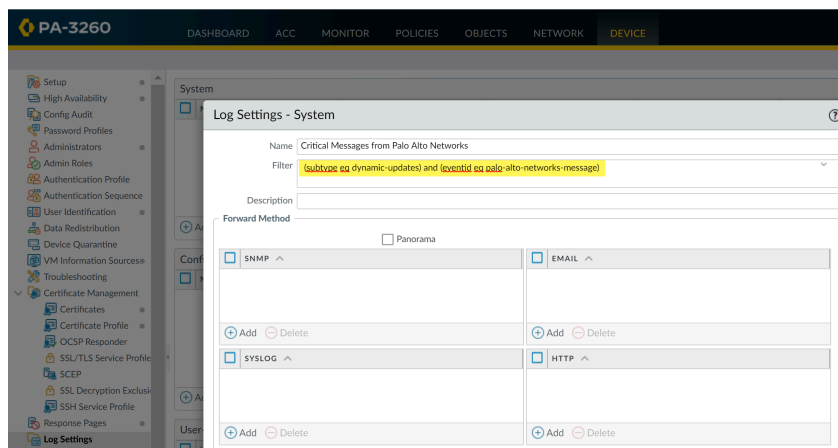 PA-3260
DASHBOARD ACC MONITOR POLICIES OBJECTS NETWORK DEVICE
Setup
High Availability
Config Audit
Password Profiles
Administrators
Admin Roles
Authentication Profile
Authentication Sequence
User Identification
Data Redistribution
Device Quarantine
VM Information Sources
Troubleshooting
Certificate Management
Certificates
Certificate Profile
OCSP Responder
SSL/TLS Service Profile
SCEP
SSL Decryption Exclusi
SSH Service Profile
Response Pages
Log Settings
System
Log Settings - System
Name Critical Messages from Palo Alto Networks
Filter (subtype eq dynamic-updates) and (eventid eq palo-alto-networks-message)
Description
Forward Method
Panorama
SNMP EMAIL
Add Delete Add Delete
SYSLOG HTTP
Add Delete Add Delete
Conf
User-